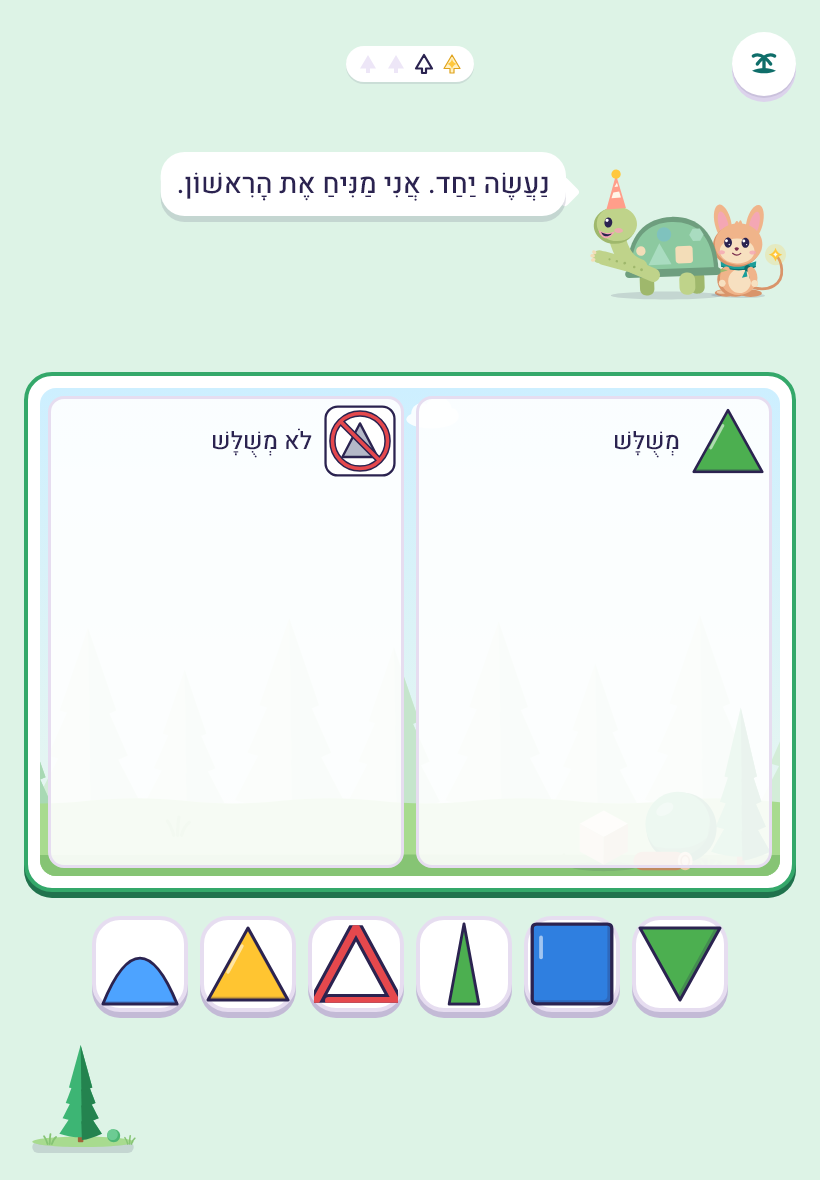 נַעֲשֶׂה יַחַד. אֲנִי מַנִּיחַ אֶת הָרִאשׁוֹן.
מְשֻׁלָּשׁ
לֹא מְשֻׁלָּשׁ